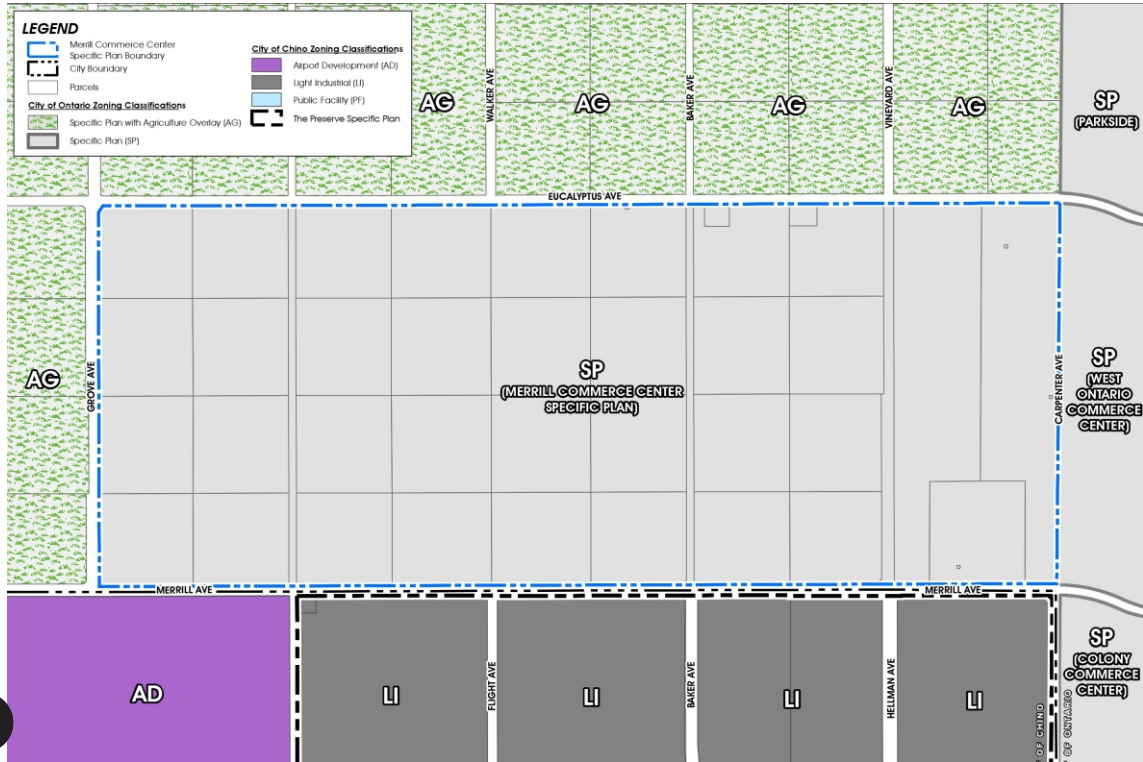 LEGEND
Merrill Commerce Center
Specific Plan Boundary
City Boundary
Parcels
City of Ontario Zoning Classifications
Specific Plan with Agriculture Overlay (AG)
Specific Plan (SP)
City of Chino Zoning Classifications
Airport Development (AD)
Light Industrial (LI)
Public Facility (PF)
The Preserve Specific Plan
AG
WALKER AVE
AG
BAKER AVE
AG
VINEYARD AVE
AG
SP
(PARKSIDE)
EUCALYPTUS AVE
AG
GROVE AVE
SP
(MERRILL COMMERCE CENTER
SPECIFIC PLAN)
CARPENTER AVE
SP
(WEST
ONTARIO
COMMERCE
CENTER)
MERRILL AVE
MERRILL AVE
AD
LI
FLIGHT AVE
LI
BAKER AVE
LI
HELLMAN AVE
LI
OF CHINO
OF ONTARIO
SP
(COLONY
COMMERCE
CENTER)